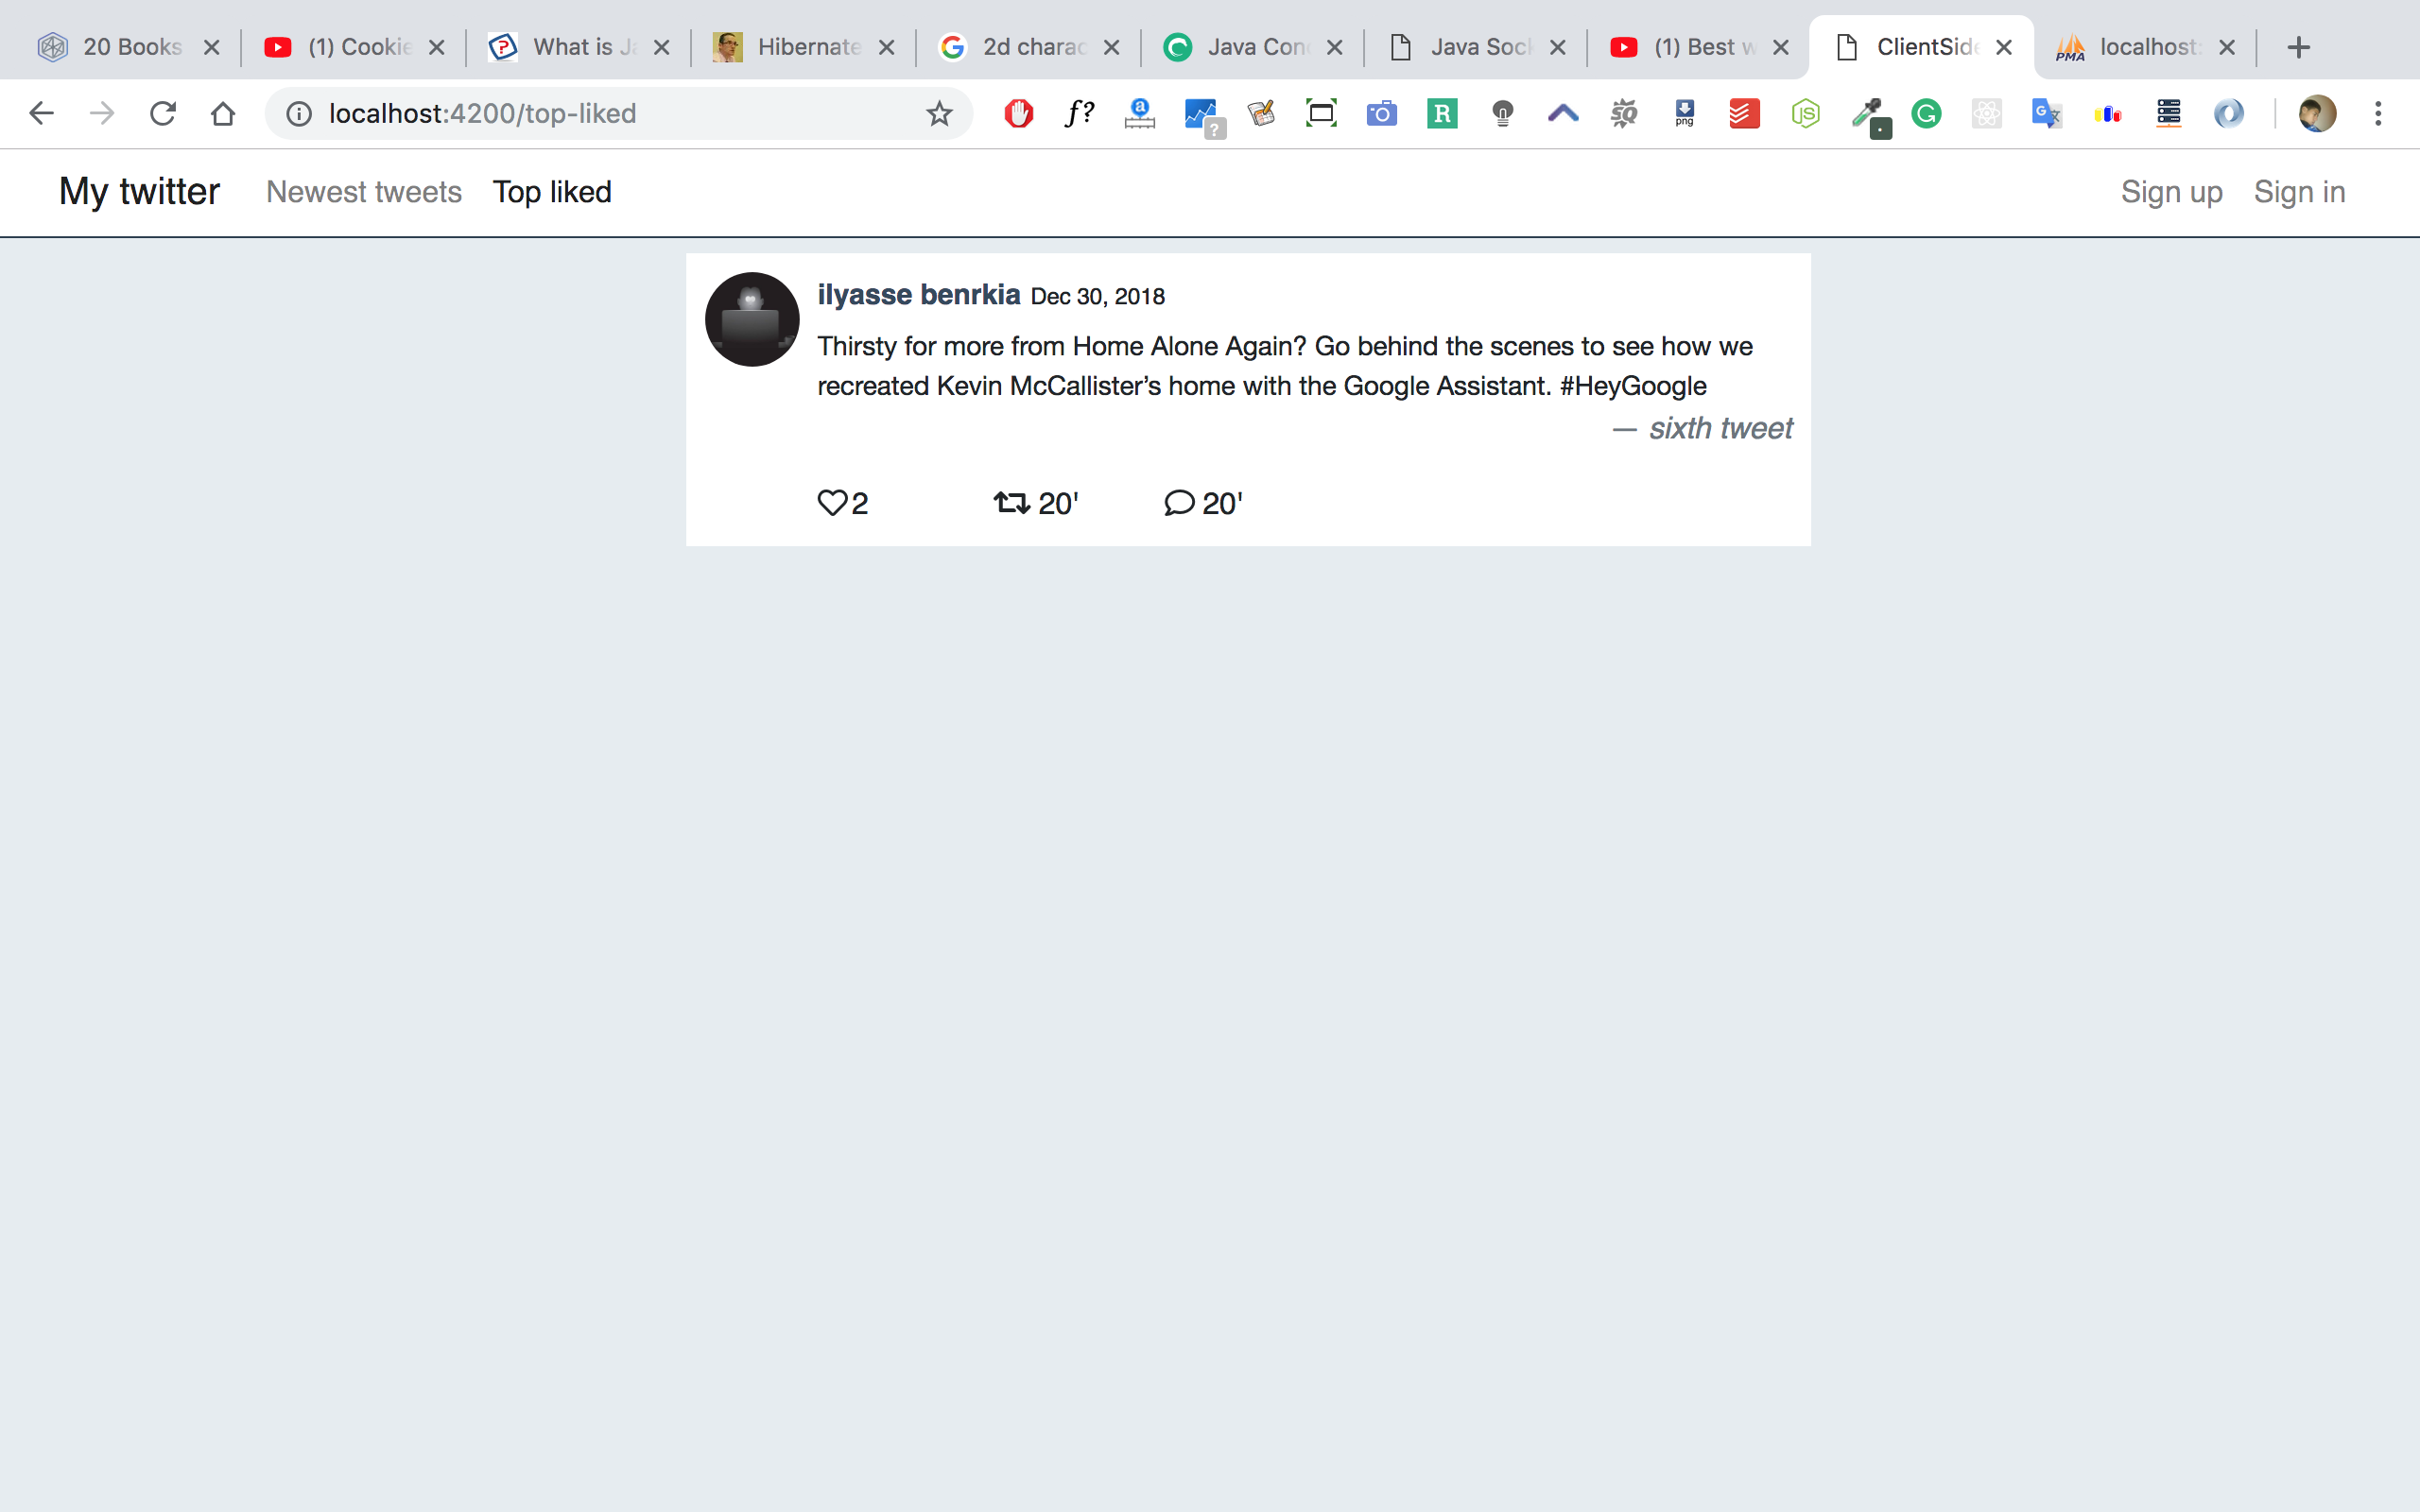 20 Books
(1) Cookie
What is Ja
Hibernate
2d charac
Java Con
Java Sock
(1) Best w
ClientSide
localhost:
localhost:4200/top-liked
My twitter
Newest tweets
Top liked
Sign up
Sign in
ilyasse benrkia Dec 30, 2018
Thirsty for more from Home Alone Again? Go behind the scenes to see how we
recreated Kevin McCallister’s home with the Google Assistant. #HeyGoogle
— sixth tweet
2
20'
20'